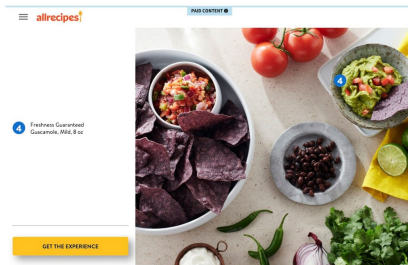 PAID CONTENT
allrecipes
4
4
Freshness Guaranteed
Guacamole, Mild, 8 oz
GET THE EXPERIENCE